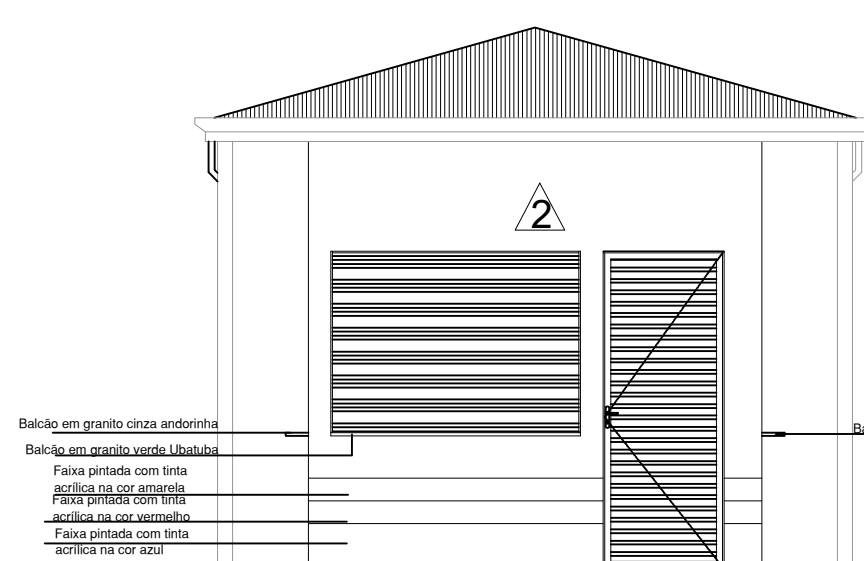 2
Balcão em granito cinza andorinha
Ba
Balcão em granito verde Ubatuba
Faixa pintada com tinta
acrílica na cor amarela
Faixa pintada com tinta
acrílica na cor vermelho
Faixa pintada com tinta
acrílica na cor azul